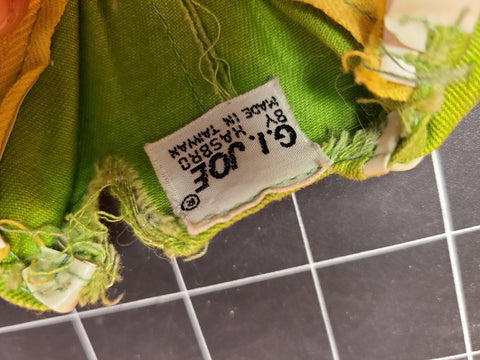 G.I. JOE®
BY
HASBRO
MADE IN TAIWAN